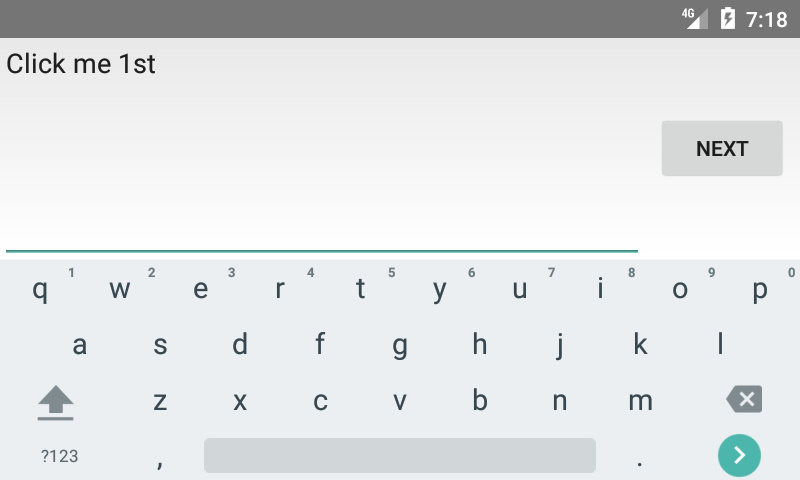 4G 7:18
Click me 1st
NEXT
1 2 3 4 5 6 7 8 9 0
q w e r t y u i o p
a s d f g h j k l
z x c v b n m
?123 , .